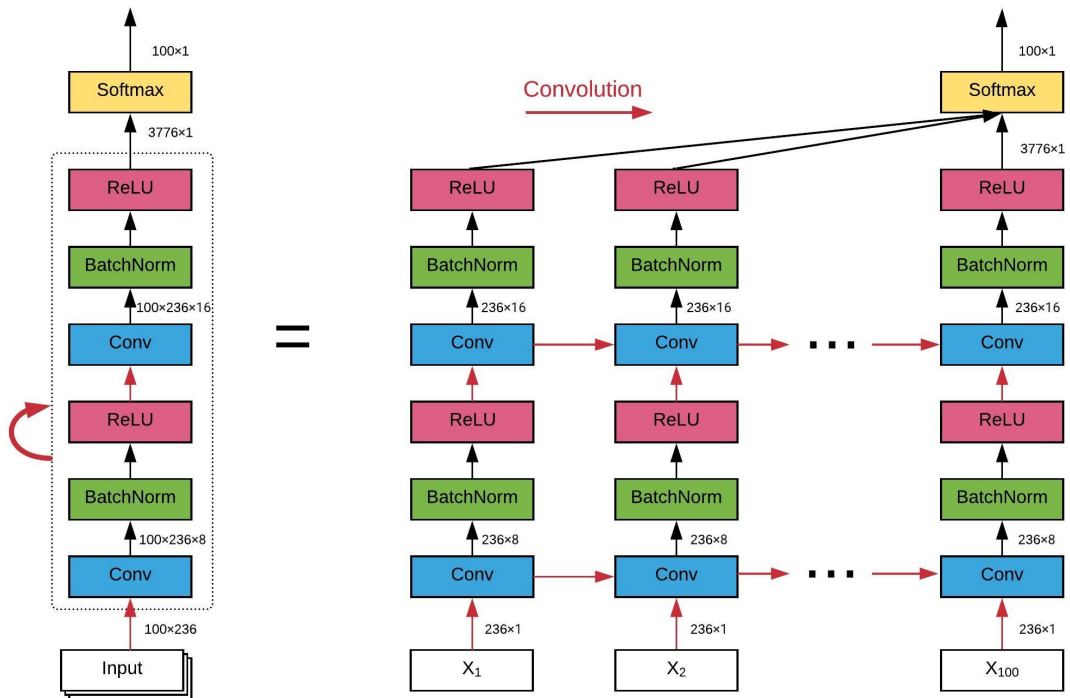 100×1
Softmax
3776×1
ReLU
BatchNorm
100×236×16
Conv
ReLU
BatchNorm
100×236×8
Conv
100×236
Input
=
Convolution
100×1
Softmax
3776×1
ReLU ReLU ReLU
BatchNorm BatchNorm BatchNorm
236×16 236×16 236×16
Conv Conv ... Conv
ReLU ReLU ReLU
BatchNorm BatchNorm BatchNorm
236×8 236×8 236×8
Conv Conv ... Conv
236×1 236×1 236×1
X1 X2 X100